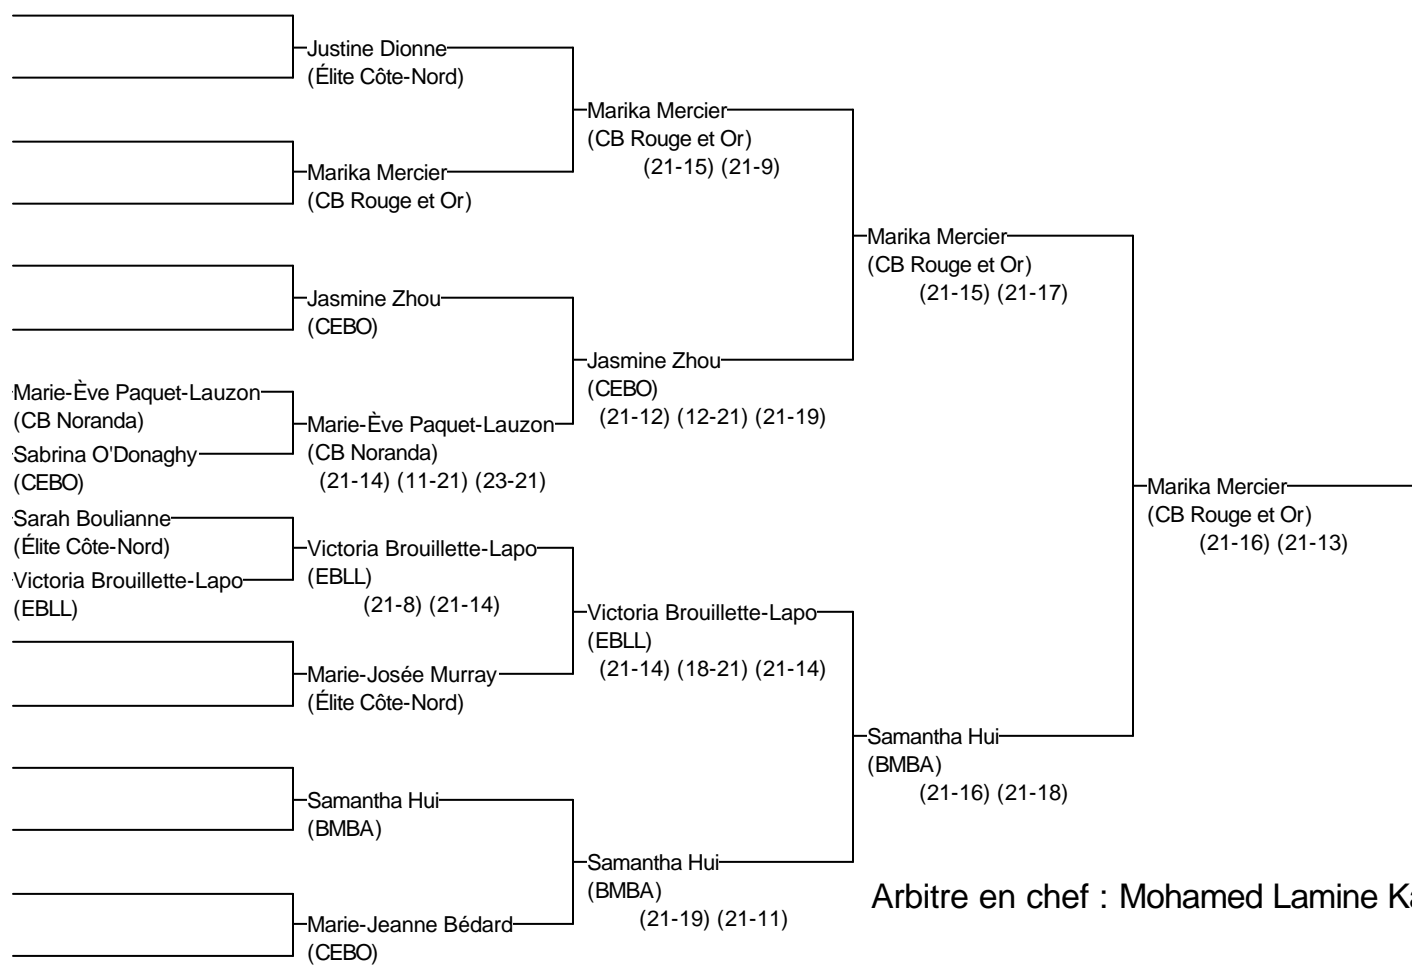 Justine Dionne
(Élite Côte-Nord)
Marika Mercier
(CB Rouge et Or)
(21-15) (21-9)
Marika Mercier
(CB Rouge et Or)
Marika Mercier
(CB Rouge et Or)
(21-15) (21-17)
Jasmine Zhou
(CEBO)
Jasmine Zhou
(CEBO)
(21-12) (12-21) (21-19)
Marie-Ève Paquet-Lauzon
(CB Noranda)
Marie-Ève Paquet-Lauzon
(CB Noranda)
(21-14) (11-21) (23-21)
Sabrina O'Donaghy
(CEBO)
Marika Mercier
(CB Rouge et Or)
(21-16) (21-13)
Sarah Boulianne
(Élite Côte-Nord)
Victoria Brouillette-Lapo
(EBLL)
(21-8) (21-14)
Victoria Brouillette-Lapo
(EBLL)
Victoria Brouillette-Lapo
(EBLL)
(21-14) (18-21) (21-14)
Marie-Josée Murray
(Élite Côte-Nord)
Samantha Hui
(BMBA)
(21-16) (21-18)
Samantha Hui
(BMBA)
Samantha Hui
(BMBA)
(21-19) (21-11)
Marie-Jeanne Bédard
(CEBO)
Arbitre en chef : Mohamed Lamine